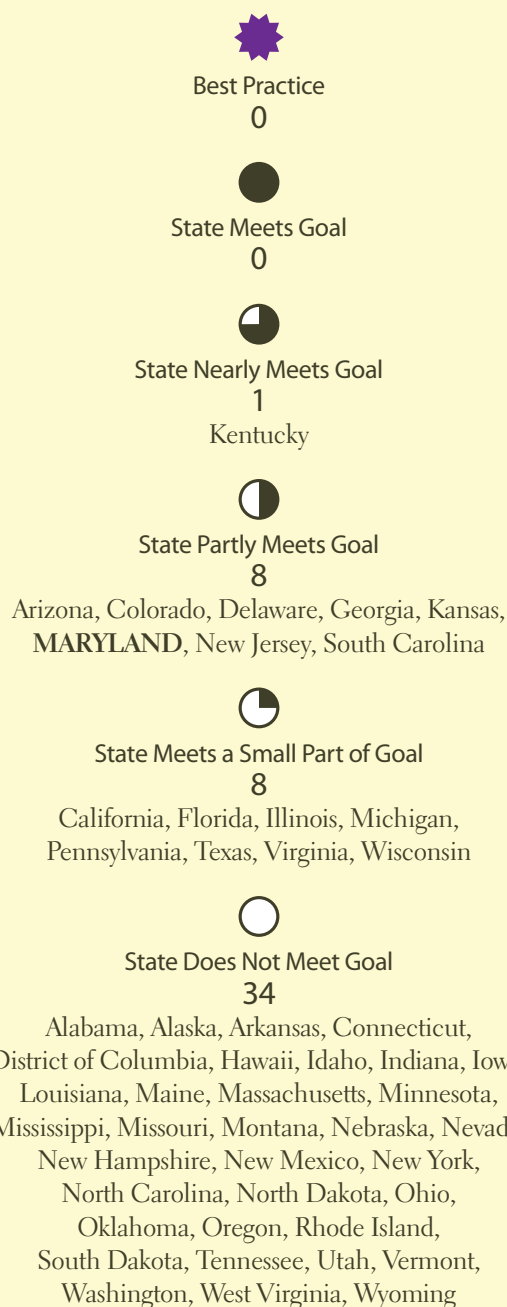 Best Practice
0
State Meets Goal
0
State Nearly Meets Goal
1
Kentucky
State Partly Meets Goal
8
Arizona, Colorado, Delaware, Georgia, Kansas,
MARYLAND, New Jersey, South Carolina
State Meets a Small Part of Goal
8
California, Florida, Illinois, Michigan,
Pennsylvania, Texas, Virginia, Wisconsin
State Does Not Meet Goal
34
Alabama, Alaska, Arkansas, Connecticut,
District of Columbia, Hawaii, Idaho, Indiana, Iow
Louisiana, Maine, Massachusetts, Minnesota,
Mississippi, Missouri, Montana, Nebraska, Nevad
New Hampshire, New Mexico, New York,
North Carolina, North Dakota, Ohio,
Oklahoma, Oregon, Rhode Island,
South Dakota, Tennessee, Utah, Vermont,
Washington, West Virginia, Wyoming